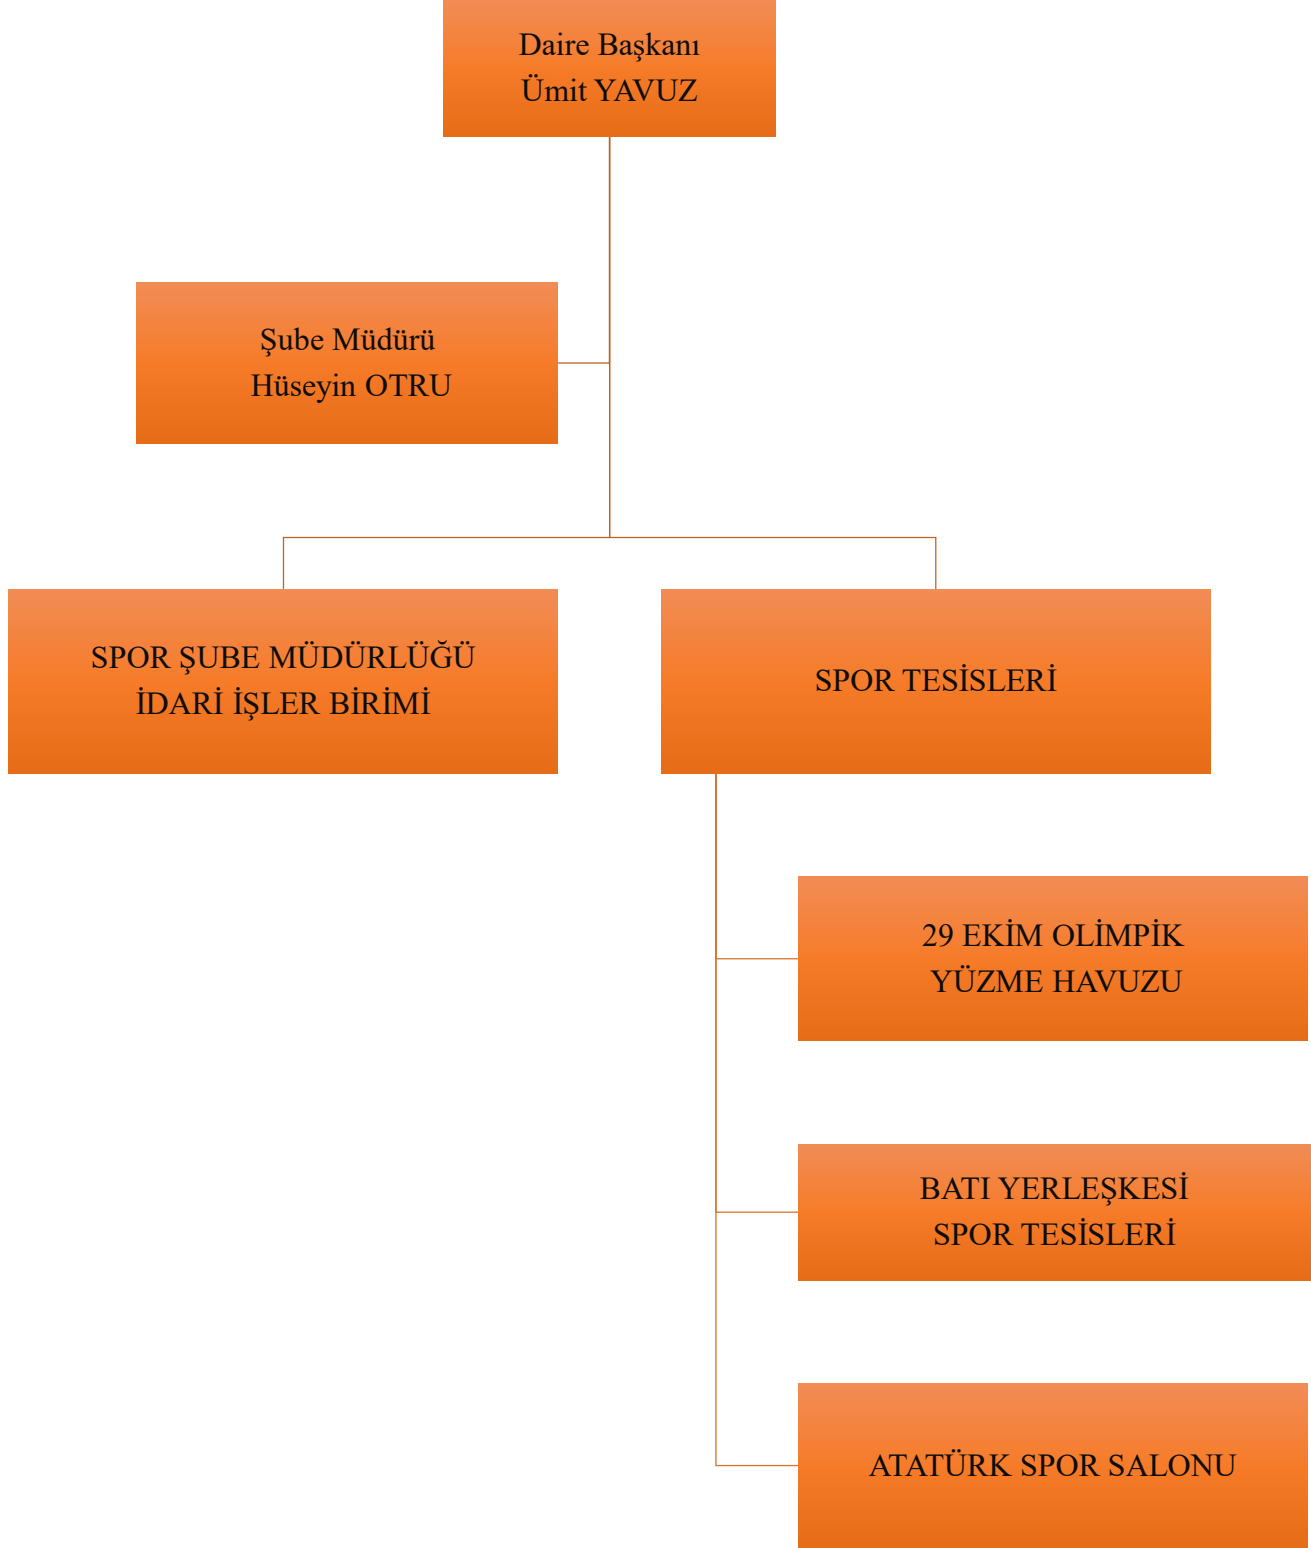 Daire Başkanı
Ümit YAVUZ
Şube Müdürü
Hüseyin OTRU
SPOR ŞUBE MÜDÜRLÜĞÜ
İDARİ İŞLER BİRİMİ
SPOR TESİSLERİ
29 EKİM OLİMPİK
YÜZME HAVUZU
BATI YERLEŞKESİ
SPOR TESİSLERİ
ATATÜRK SPOR SALONU